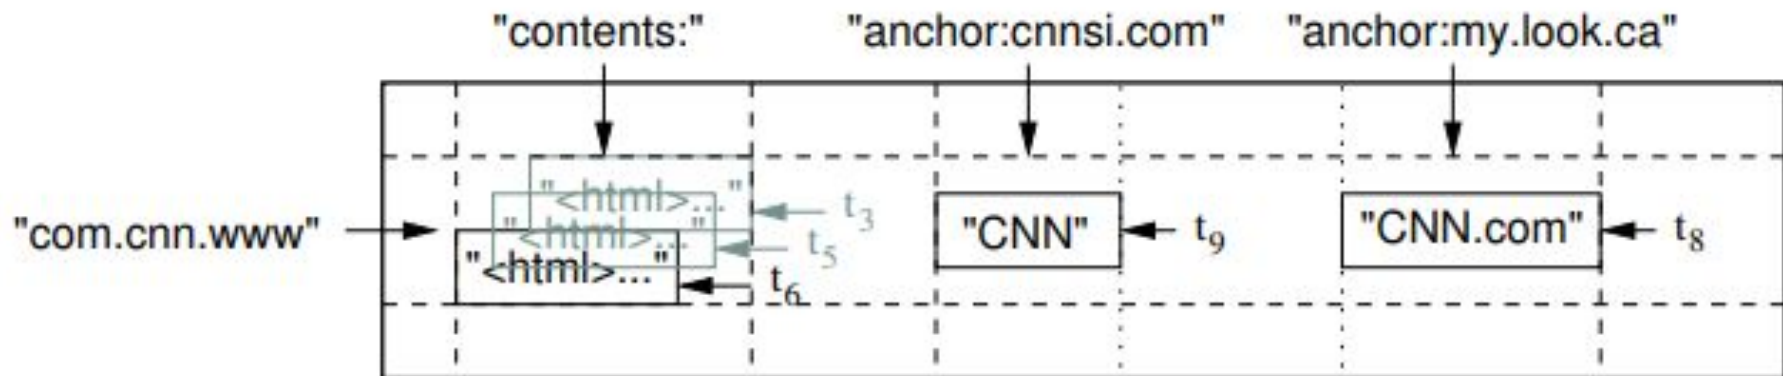 "contents:" "anchor:cnnsi.com" "anchor:my.look.ca"
"<html>..." t3
"com.cnn.www" "<html>..." t5 "CNN" t9 "CNN.com" t8
"<html>..." t6